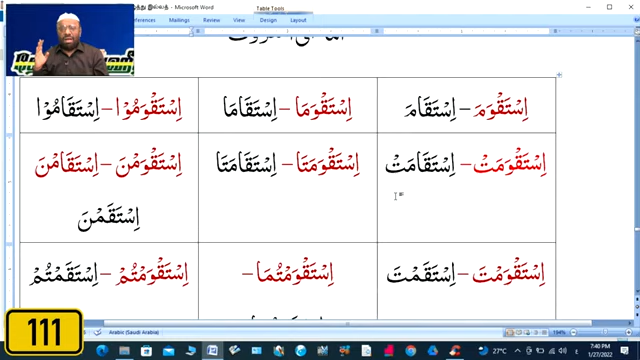 Microsoft Word
Table Tools
References Mailings Review View Design Layout
اِسْتَقْوَمَ – اِسْتَقَامَ
اِسْتَقْوَمَا – اِسْتَقَامَا
اِسْتَقْوَمُوْا – اِسْتَقَامُوْا
اِسْتَقْوَمَتْ – اِسْتَقَامَتْ
اِسْتَقْوَمَتَا – اِسْتَقَامَتَا
اِسْتَقْوَمْنَ – اِسْتَقَامْنَ
اِسْتَقَمْنَ
اِسْتَقْوَمْتَ – اِسْتَقَمْتَ
اِسْتَقْوَمْتُمَا –
اِسْتَقْوَمْتُمْ – اِسْتَقَمْتُمْ
111
Arabic (Saudi Arabia)
194%
27°C
7:40 PM
1/27/2022